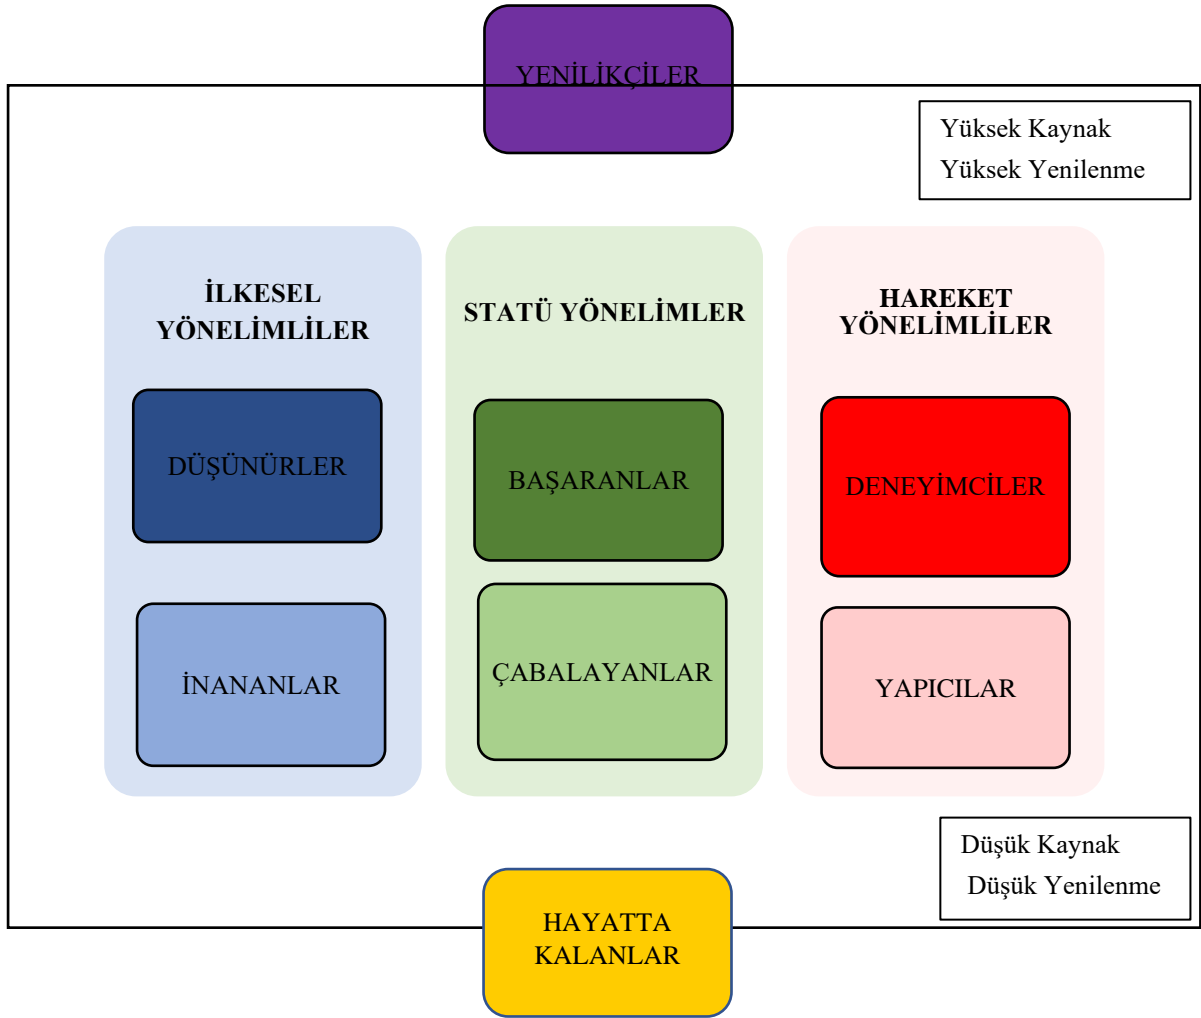 YENİLİKÇİLER
Yüksek Kaynak
Yüksek Yenilenme
İLKESEL
YÖNELİMLİLER
STATÜ YÖNELİMLER
HAREKET
YÖNELİMLİLER
DÜŞÜNÜRLER
BAŞARANLAR
DENEYİMCİLER
İNANANLAR
ÇABALAYANLAR
YAPICILAR
Düşük Kaynak
Düşük Yenilenme
HAYATTA
KALANLAR